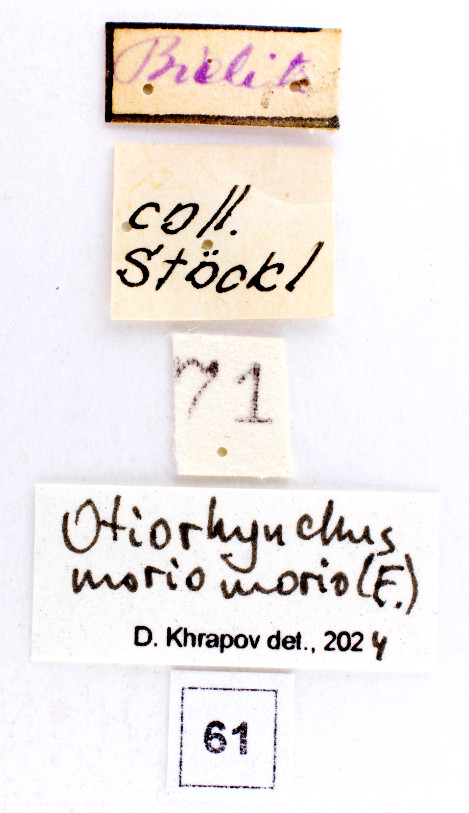 Bielitz
coll.
Stöckl
71
Otiorhynchus
morio morio (F.)
D. Khrapov det., 2024
61